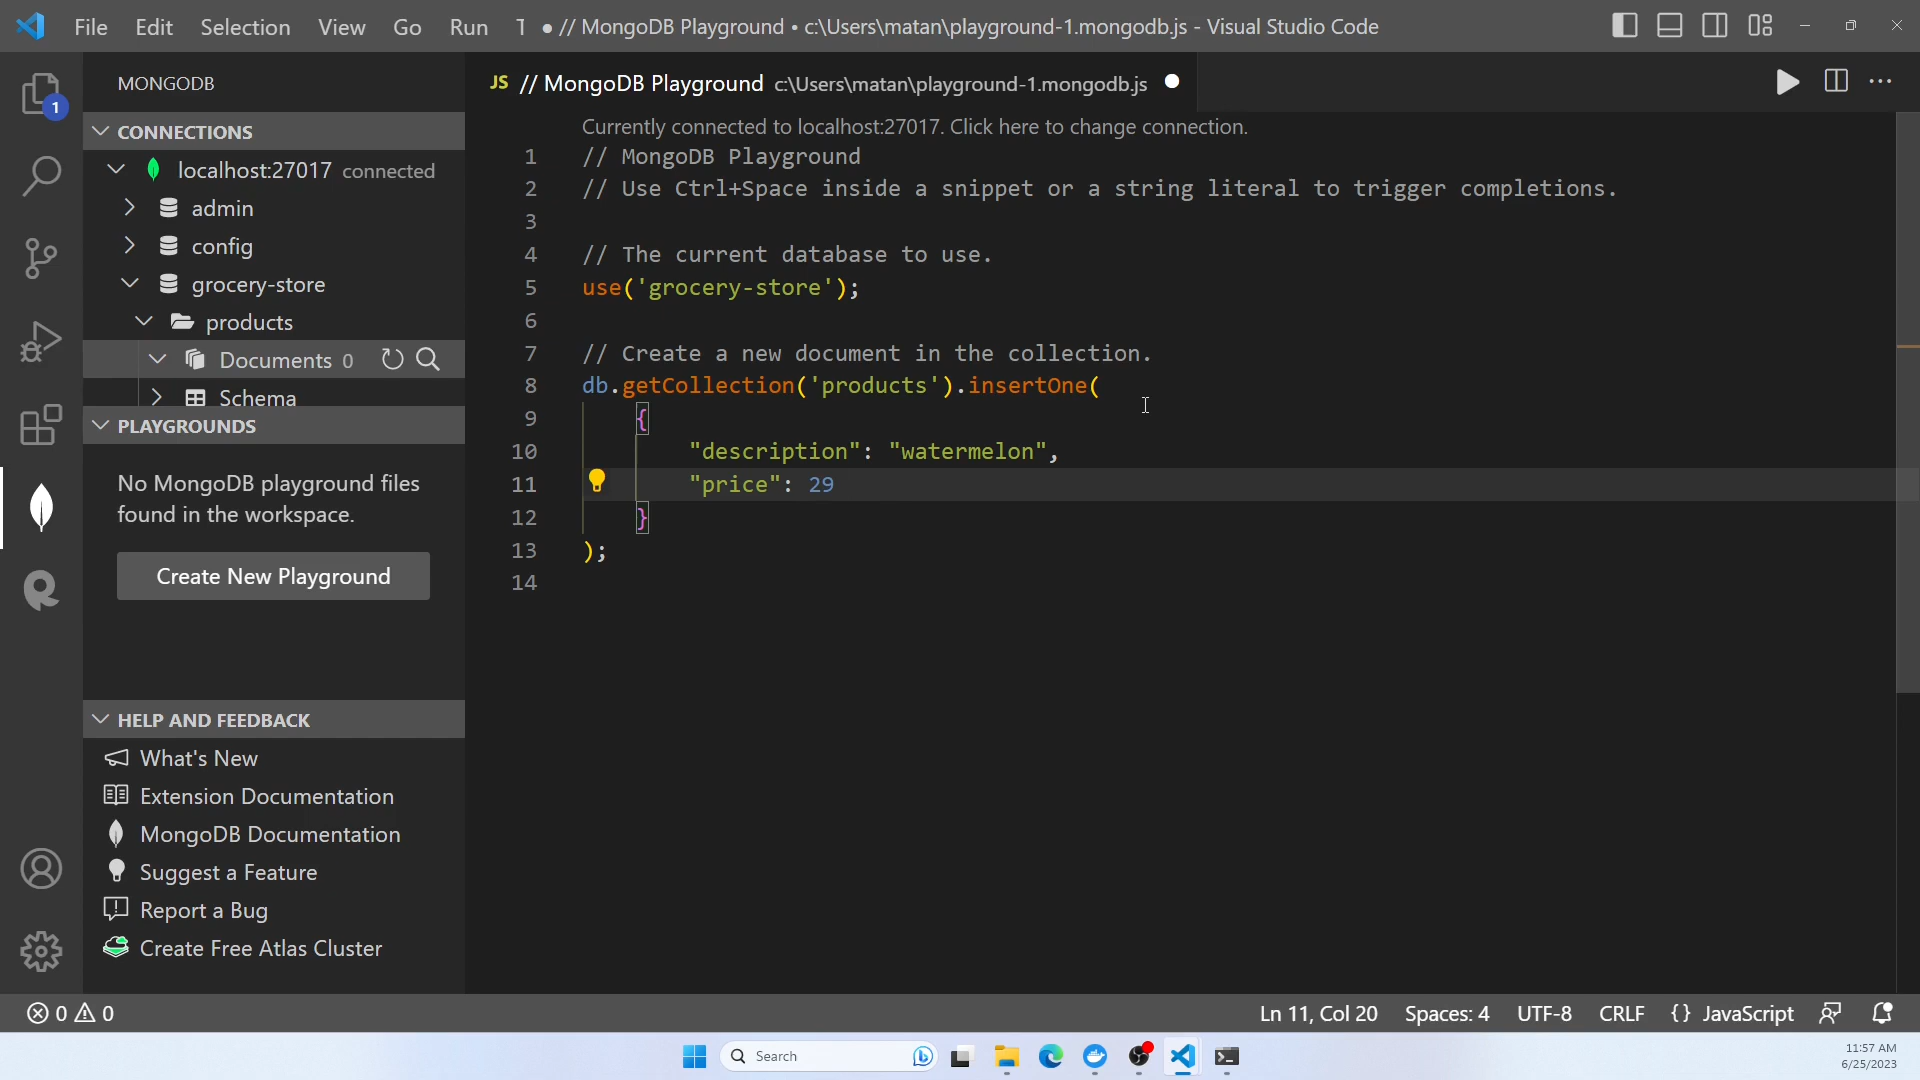 File Edit Selection View Go Run T ● // MongoDB Playground • c:\Users\matan\playground-1.mongodb.js - Visual Studio Code
MONGODB
JS // MongoDB Playground c:\Users\matan\playground-1.mongodb.js
1
CONNECTIONS
localhost:27017 connected
admin
config
grocery-store
products
Documents 0
Schema
PLAYGROUNDS
No MongoDB playground files
found in the workspace.
Create New Playground
HELP AND FEEDBACK
What's New
Extension Documentation
MongoDB Documentation
Suggest a Feature
Report a Bug
Create Free Atlas Cluster
Currently connected to localhost:27017. Click here to change connection.
1 // MongoDB Playground
2 // Use Ctrl+Space inside a snippet or a string literal to trigger completions.
3
4 // The current database to use.
5 use('grocery-store');
6
7 // Create a new document in the collection.
8 db.getCollection('products').insertOne(
9 {
10 "description": "watermelon",
11 "price": 29
12 }
13 );
14
0 0 Ln 11, Col 20 Spaces: 4 UTF-8 CRLF {} JavaScript
Search
11:57 AM
6/25/2023